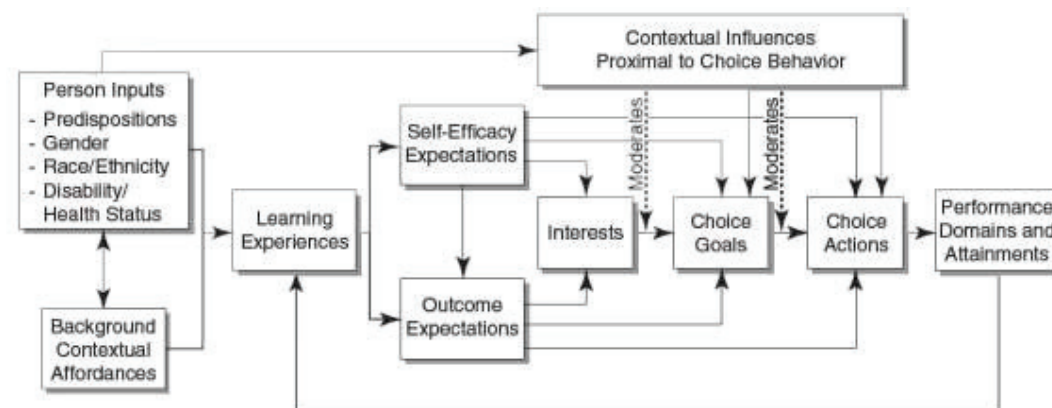 Contextual Influences
Proximal to Choice Behavior
Person Inputs
- Predispositions
- Gender
- Race/Ethnicity
- Disability/
Health Status
Background
Contextual
Affordances
Learning
Experiences
Self-Efficacy
Expectations
Outcome
Expectations
Interests
Moderates
Choice
Goals
Moderates
Choice
Actions
Performance
Domains and
Attainments